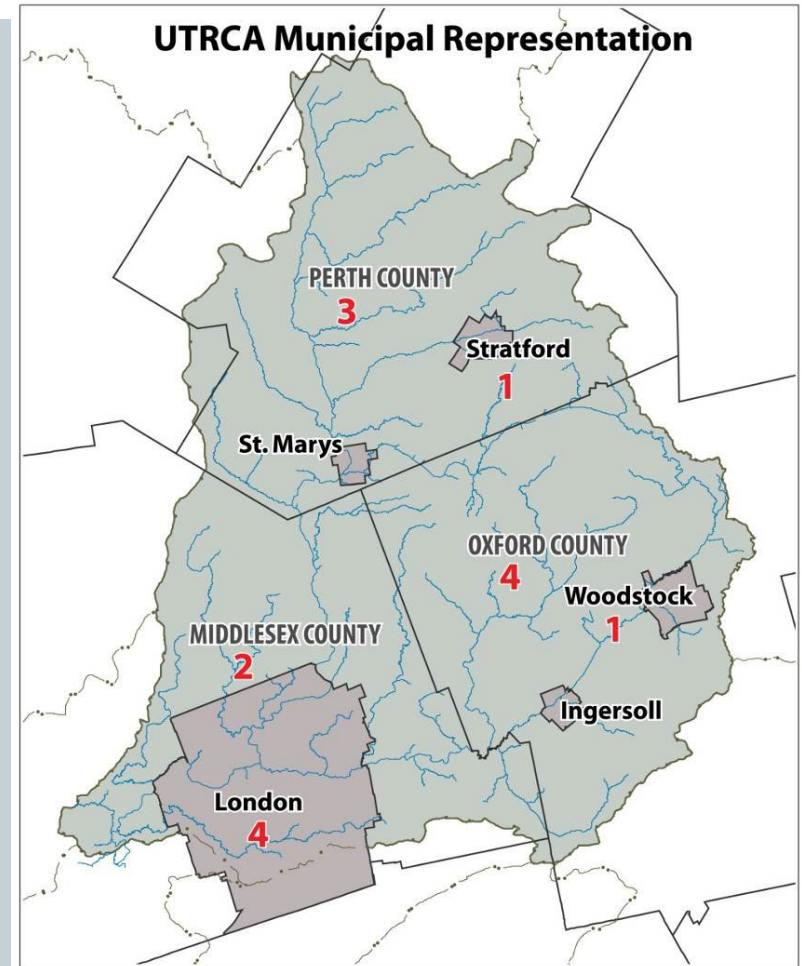 UTRCA Municipal Representation
PERTH COUNTY
3
Stratford
1
St. Marys
OXFORD COUNTY
4
Woodstock
1
MIDDLESEX COUNTY
2
Ingersoll
London
4